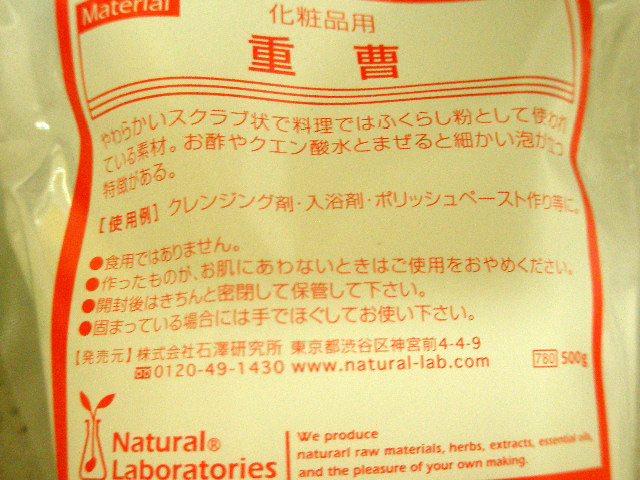 Material
化粧品用
重曹
やわらかいスクラブ状で料理ではふくらし粉として使われ
ている素材。お酢やクエン酸水とまぜると細かい泡が立つ
特徴がある。
【使用例】クレンジング剤・入浴剤・ポリッシュペースト作り等に。
●食用ではありません。
●作ったものが、お肌にあわないときはご使用をおやめください。
●開封後はきちんと密閉して保管して下さい。
●固まっている場合には手でほぐしてお使い下さい。
【発売元】株式会社石澤研究所 東京都渋谷区神宮前4-4-9
0120-49-1430 www.natural-lab.com
780 500g
Natural®
Laboratories
We produce
naturarl raw materials, herbs, extracts, essential oils,
and the pleasure of your own making.